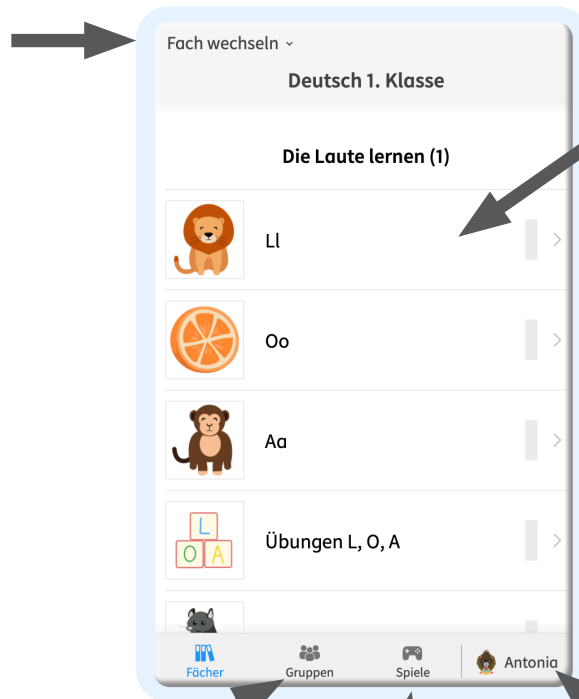 Fach wechseln
Deutsch 1. Klasse
Die Laute lernen (1)
Ll
Oo
Aa
L
O A
Übungen L, O, A
Fächer Gruppen Spiele Antonia